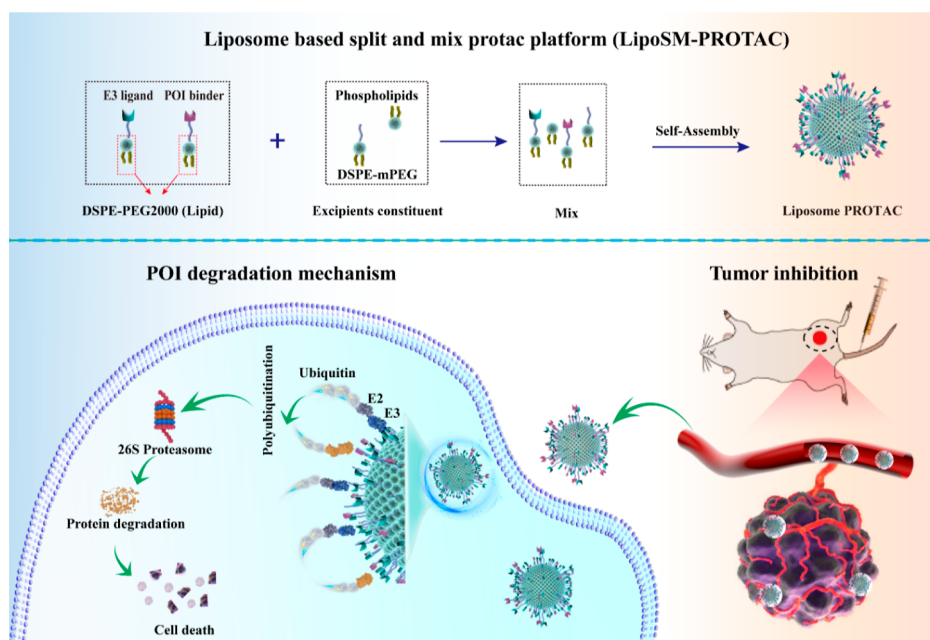 Liposome based split and mix protac platform (LipoSM-PROTAC)
E3 ligand POI binder
Phospholipids
DSPE-mPEG
Self-Assembly
DSPE-PEG2000 (Lipid)
Excipients constituent
Mix
Liposome PROTAC
POI degradation mechanism
Tumor inhibition
Ubiquitin
E2
E3
Polyubiquitination
26S Proteasome
Protein degradation
Cell death